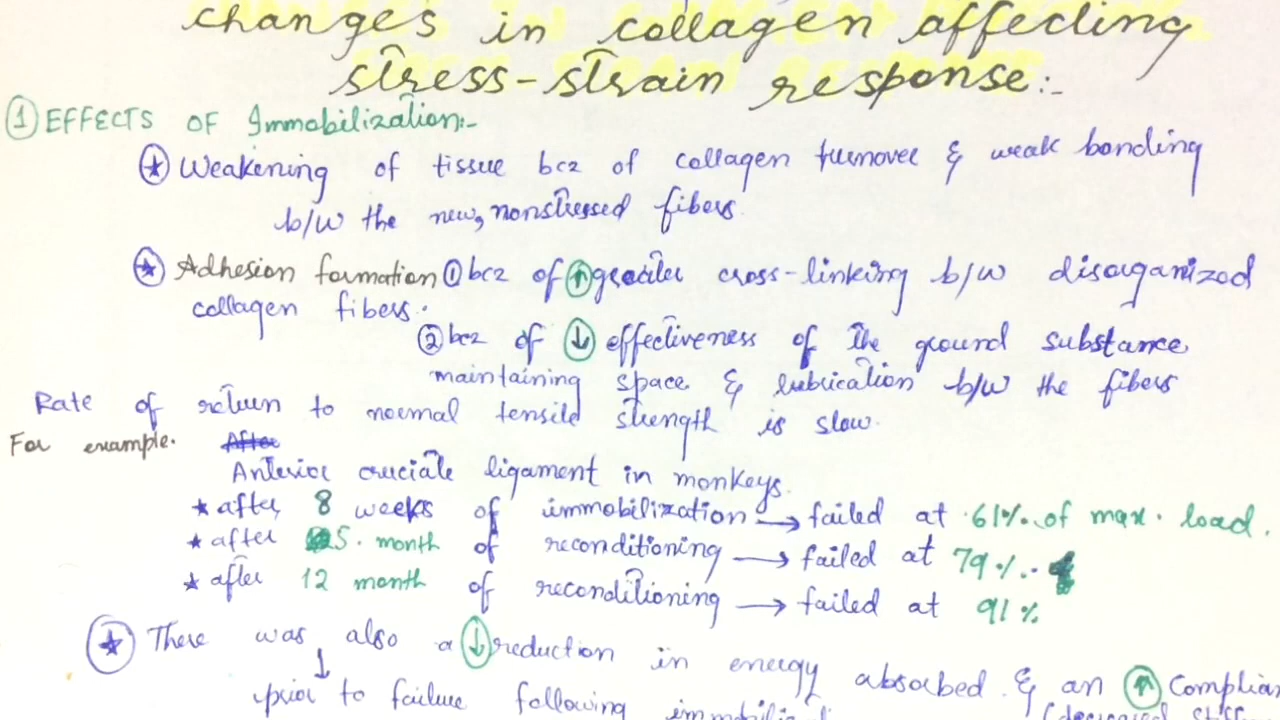 changes in collagen affecting
stress-strain response:-
① EFFECTS OF Immobilization:-
★ Weakening of tissue bcz of collagen turnover & weak bonding
b/w the new, nonstressed fibers.
★ Adhesion formation ① bcz of ↑ greater cross-linking b/w disorganized
collagen fibers.
② bcz of ↓ effectiveness of the ground substance
maintaining space & lubrication b/w the fibers
Rate of return to normal tensile strength is slow.
For example. After
Anterior cruciate ligament in monkeys.
★ after 8 weeks of immobilization → failed at 61% of max. load.
★ after 5. month of reconditioning → failed at 79%.
★ after 12 month of reconditioning → failed at 91%
★ There was also a ↓ reduction in energy absorbed & an ↑ Complian
↓
prior to failure following